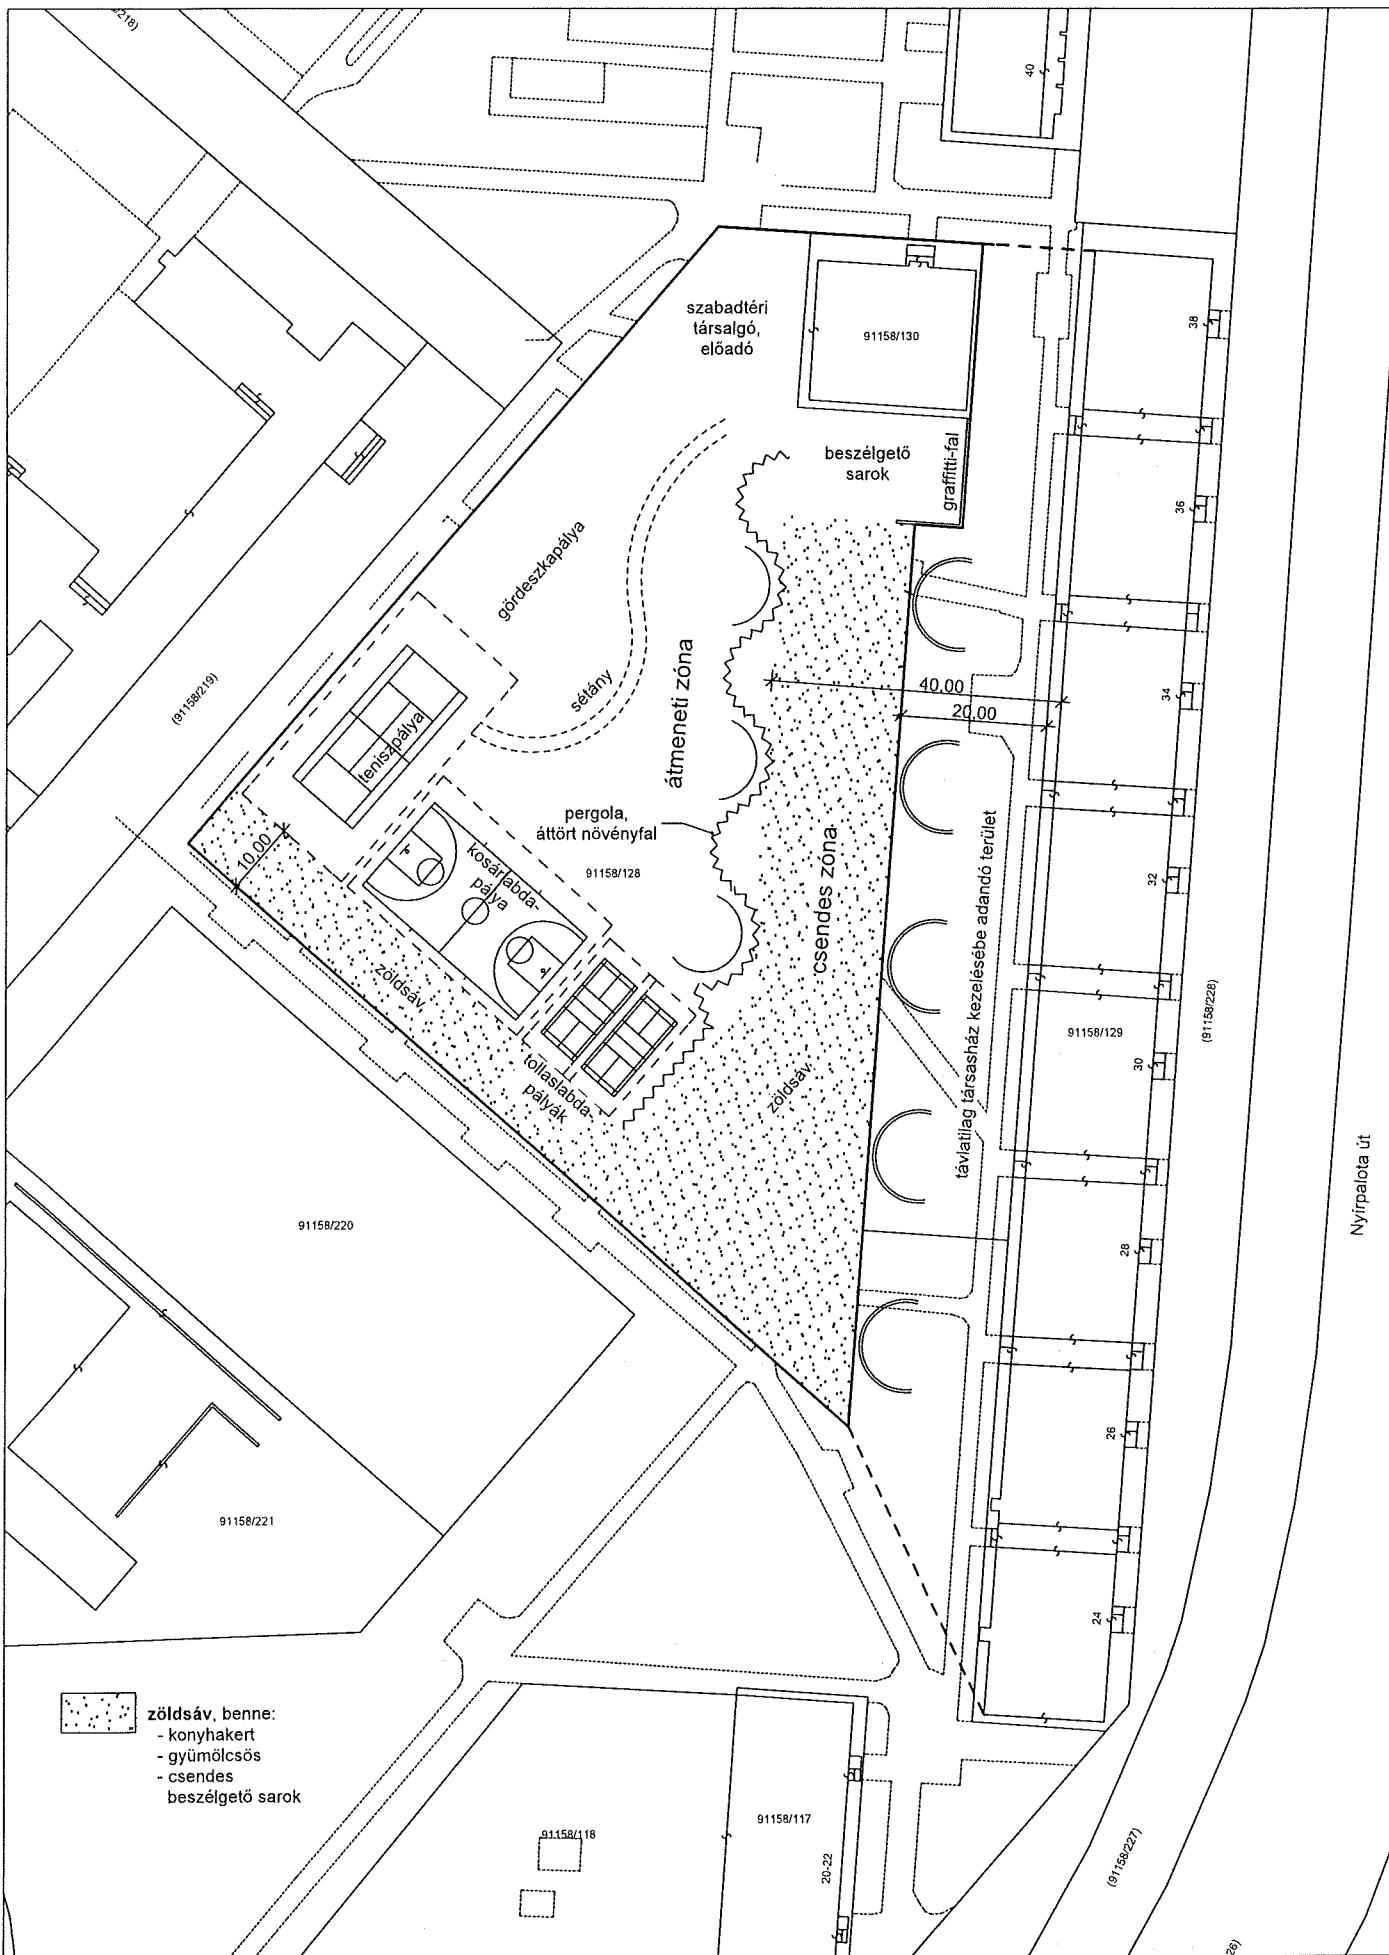 /218)
40
szabadtéri
társalgó,
előadó
91158/130
38
beszélgető
sarok
graffitti-fal
36
gördeszkapálya
(91158/219)
sétány
átmeneti zóna
40,00
20,00
34
teniszpálya
10,00
pergola,
áttört növényfal
91158/128
kosárlabda-
pálya
csendes zóna
távlatilag társasház kezelésébe adandó terület
32
zöldsáv
91158/129
(91158/228)
30
tollaslabda-
pályák
zöldsáv
Nyírpalota út
91158/220
28
26
91158/221
24
zöldsáv, benne:
- konyhakert
- gyümölcsös
- csendes
beszélgető sarok
91158/118
91158/117
20-22
(91158/227)
26)